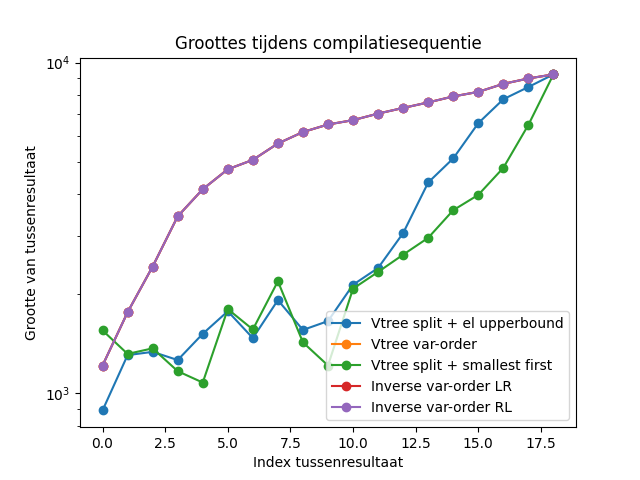 Groottes tijdens compilatiesequentie
Grootte van tussenresultaat
10⁴
10³
Vtree split + el upperbound
Vtree var-order
Vtree split + smallest first
Inverse var-order LR
Inverse var-order RL
0.0 2.5 5.0 7.5 10.0 12.5 15.0 17.5
Index tussenresultaat